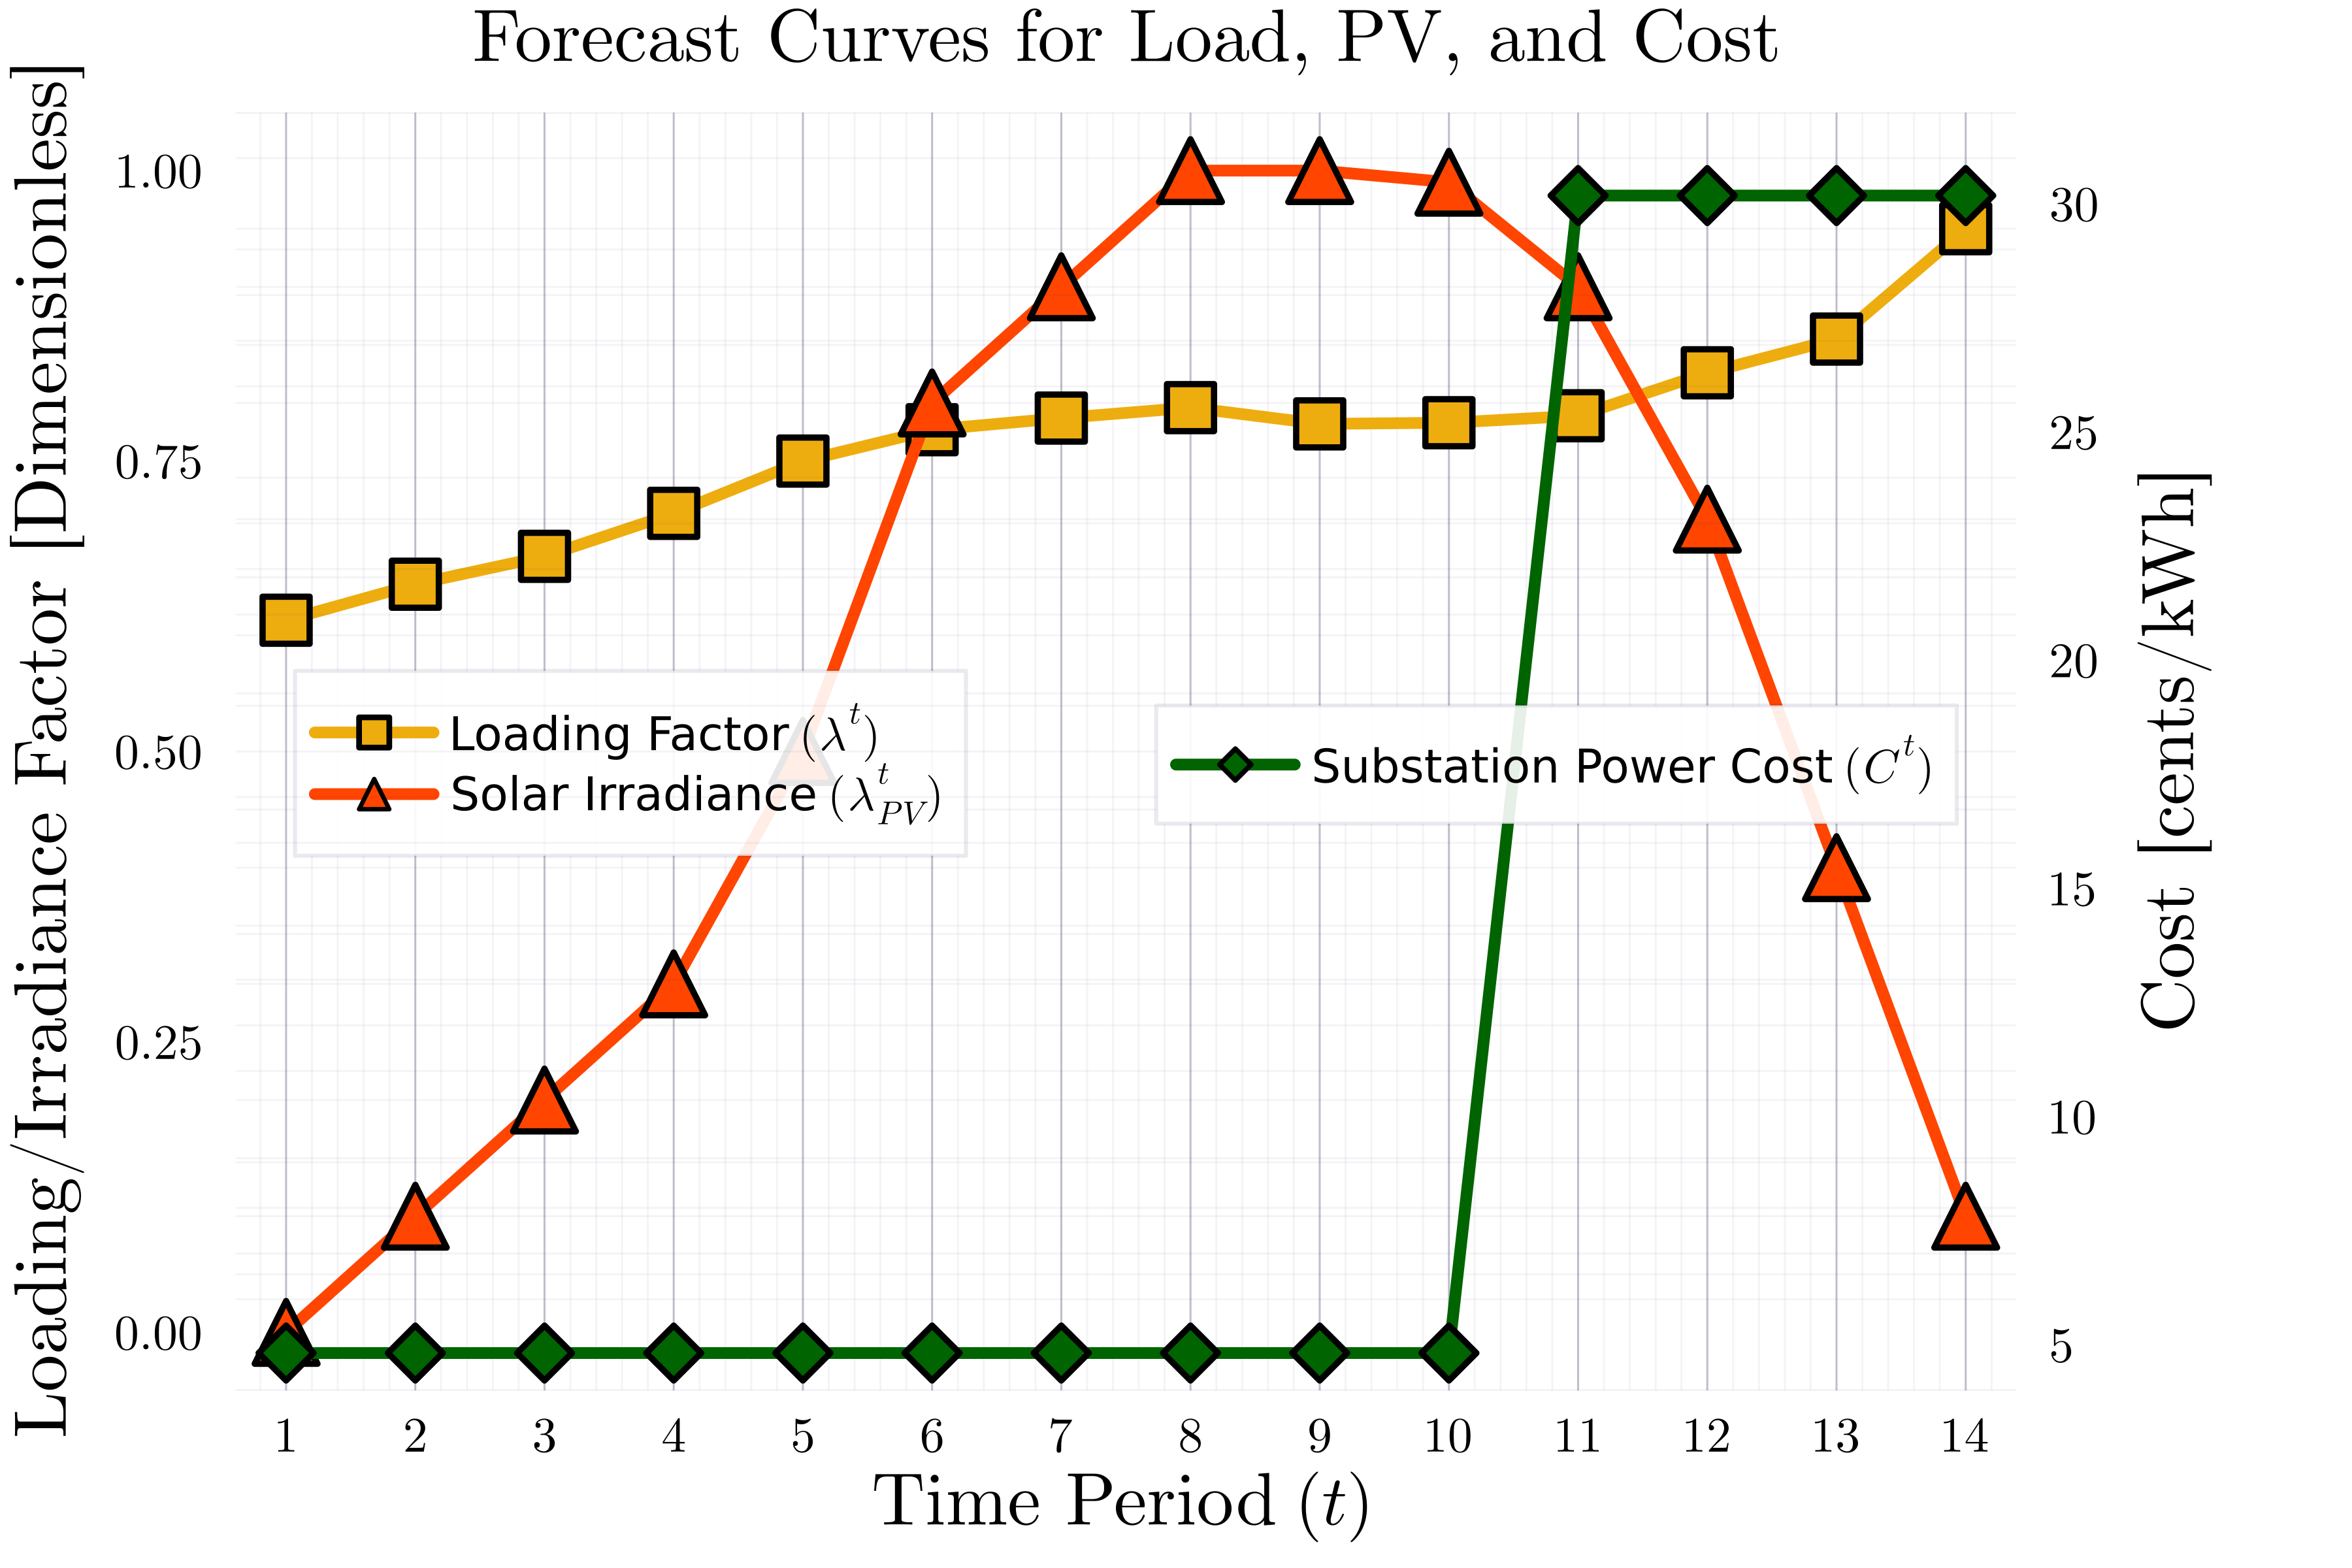 Forecast Curves for Load, PV, and Cost
Loading/Irradiance Factor [Dimensionless]
1.00
0.75
0.50
0.25
0.00
Loading Factor (λ^t)
Solar Irradiance (λ^t_PV)
Substation Power Cost (C^t)
30
25
20
15
10
5
Cost [cents/kWh]
1 2 3 4 5 6 7 8 9 10 11 12 13 14
Time Period (t)